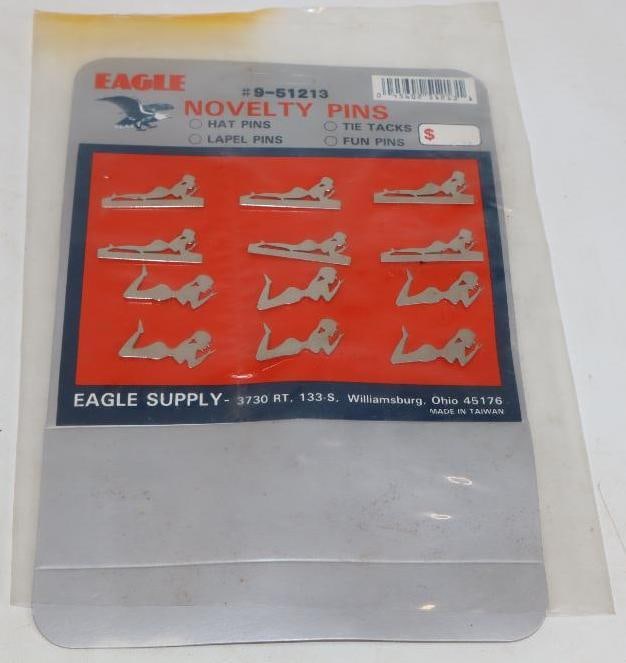 EAGLE
#9-51213
NOVELTY PINS
HAT PINS
TIE TACKS
LAPEL PINS
FUN PINS
$
EAGLE SUPPLY- 3730 RT. 133-S. Williamsburg, Ohio 45176
MADE IN TAIWAN